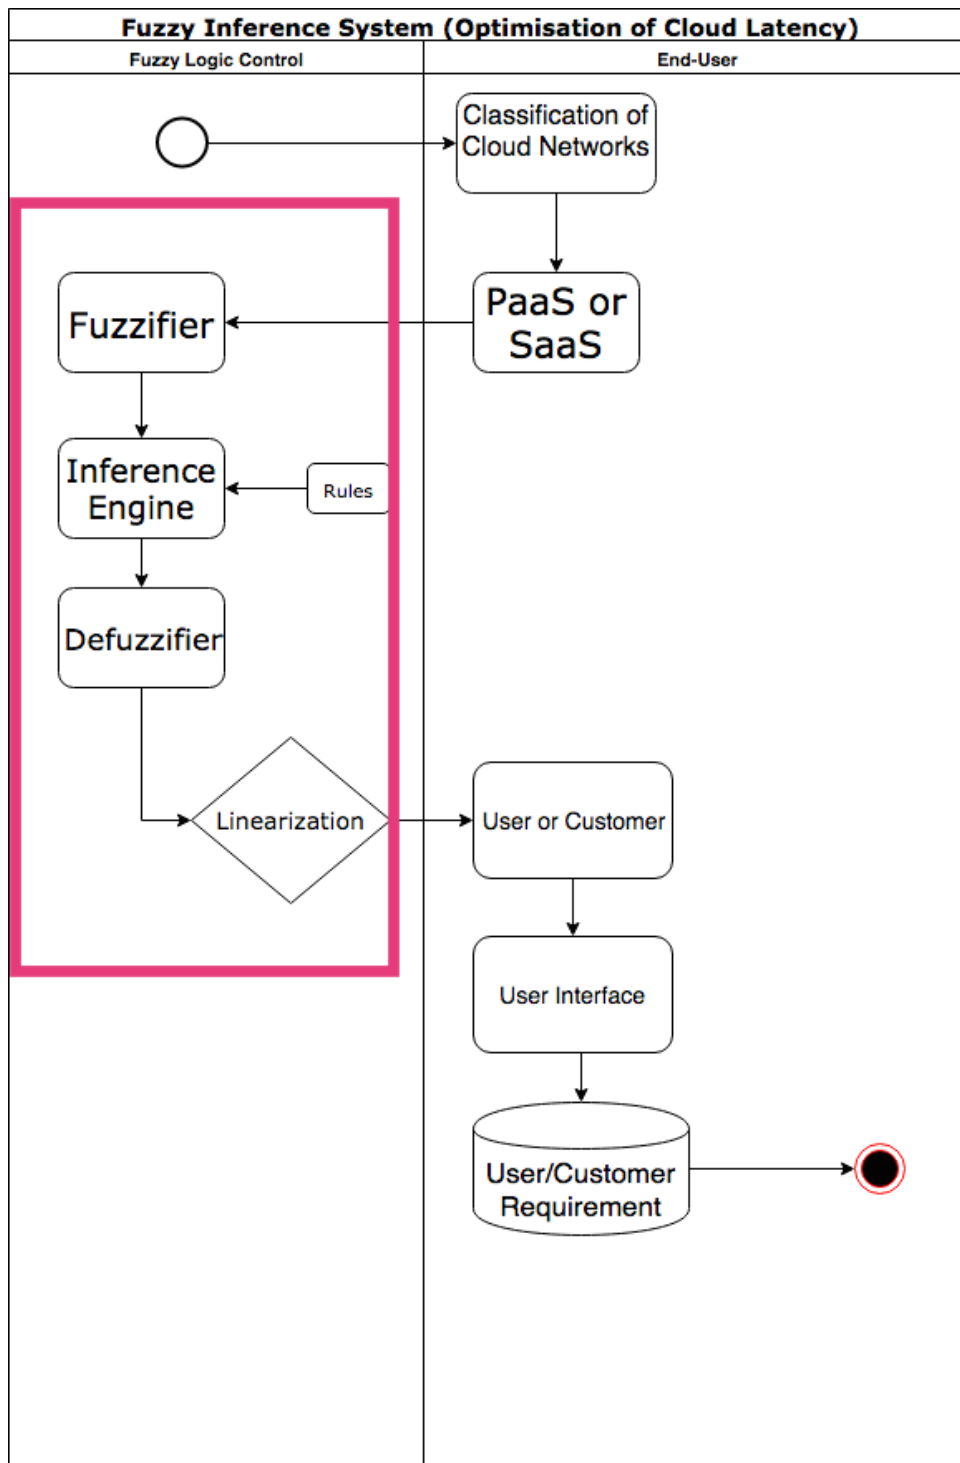 Fuzzy Inference System (Optimisation of Cloud Latency)
Fuzzy Logic Control
End-User
Classification of
Cloud Networks
PaaS or
SaaS
Fuzzifier
Inference
Engine
Rules
Defuzzifier
Linearization
User or Customer
User Interface
User/Customer
Requirement